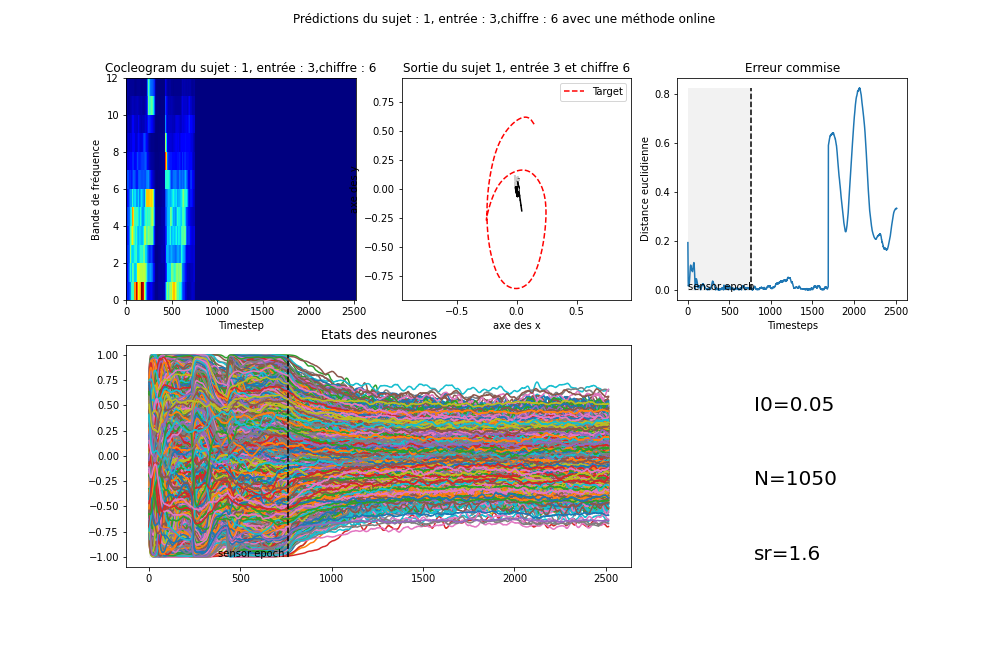 Prédictions du sujet : 1, entrée : 3,chiffre : 6 avec une méthode online
Cocleogram du sujet : 1, entrée : 3,chiffre : 6
Bande de fréquence
12
10
8
6
4
2
0
0 500 1000 1500 2000 2500
Timestep
Sortie du sujet 1, entrée 3 et chiffre 6
Target
0.75
0.50
0.25
0.00
−0.25
−0.50
−0.75
−0.5 0.0 0.5
axe des x
Erreur commise
Distance euclidienne
0.8
0.6
0.4
0.2
0.0
sensor epoch
0 500 1000 1500 2000 2500
Timesteps
Etats des neurones
1.00
0.75
0.50
0.25
0.00
−0.25
−0.50
−0.75
−1.00
sensor epoch
0 500 1000 1500 2000 2500
I0=0.05
N=1050
sr=1.6